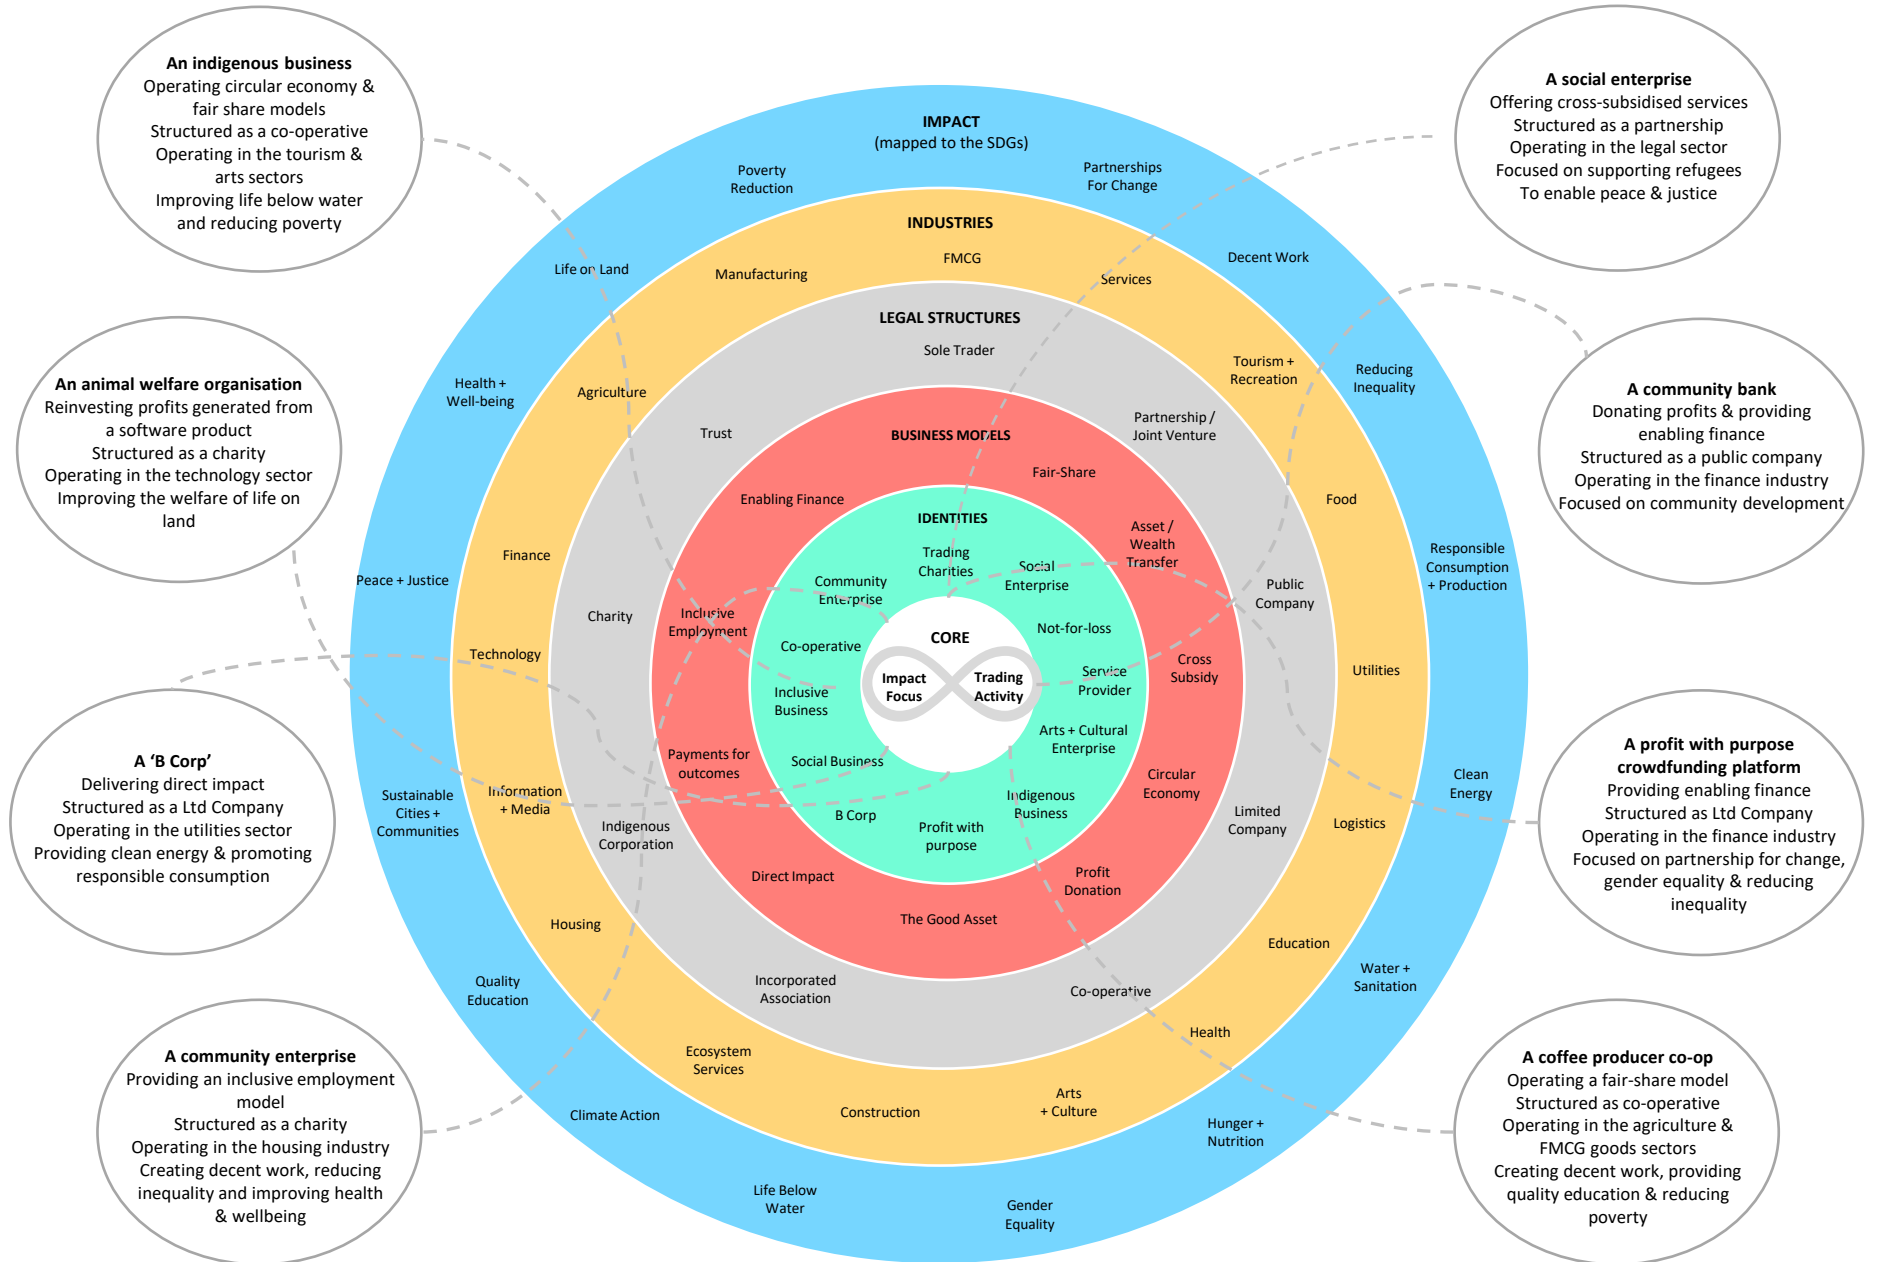 An indigenous business
Operating circular economy &
fair share models
Structured as a co-operative
Operating in the tourism &
arts sectors
Improving life below water
and reducing poverty
An animal welfare organisation
Reinvesting profits generated from
a software product
Structured as a charity
Operating in the technology sector
Improving the welfare of life on
land
A ‘B Corp’
Delivering direct impact
Structured as a Ltd Company
Operating in the utilities sector
Providing clean energy & promoting
responsible consumption
A community enterprise
Providing an inclusive employment
model
Structured as a charity
Operating in the housing industry
Creating decent work, reducing
inequality and improving health
& wellbeing
IMPACT
(mapped to the SDGs)
Poverty
Reduction
Partnerships
For Change
Life on Land
Decent Work
Health +
Well-being
Reducing
Inequality
Peace + Justice
Responsible
Consumption
+ Production
Sustainable
Cities +
Communities
Clean
Energy
Quality
Education
Water +
Sanitation
Climate Action
Hunger +
Nutrition
Life Below
Water
Gender
Equality
INDUSTRIES
FMCG
Manufacturing
Services
Agriculture
Tourism +
Recreation
Finance
Food
Technology
Utilities
Information
+ Media
Logistics
Housing
Education
Ecosystem
Services
Health
Construction
Arts
+ Culture
LEGAL STRUCTURES
Sole Trader
Trust
Partnership /
Joint Venture
Charity
Public
Company
Indigenous
Corporation
Limited
Company
Incorporated
Association
Co-operative
BUSINESS MODELS
Fair-Share
Enabling Finance
Asset /
Wealth
Transfer
Inclusive
Employment
Cross
Subsidy
Payments for
outcomes
Circular
Economy
Direct Impact
Profit
Donation
The Good Asset
IDENTITIES
Trading
Charities
Community
Enterprise
Social
Enterprise
Co-operative
Not-for-loss
Inclusive
Business
Service
Provider
Social Business
Arts + Cultural
Enterprise
B Corp
Indigenous
Business
Profit with
purpose
CORE
Impact
Focus
Trading
Activity
A social enterprise
Offering cross-subsidised services
Structured as a partnership
Operating in the legal sector
Focused on supporting refugees
To enable peace & justice
A community bank
Donating profits & providing
enabling finance
Structured as a public company
Operating in the finance industry
Focused on community development
A profit with purpose
crowdfunding platform
Providing enabling finance
Structured as Ltd Company
Operating in the finance industry
Focused on partnership for change,
gender equality & reducing
inequality
A coffee producer co-op
Operating a fair-share model
Structured as co-operative
Operating in the agriculture &
FMCG goods sectors
Creating decent work, providing
quality education & reducing
poverty